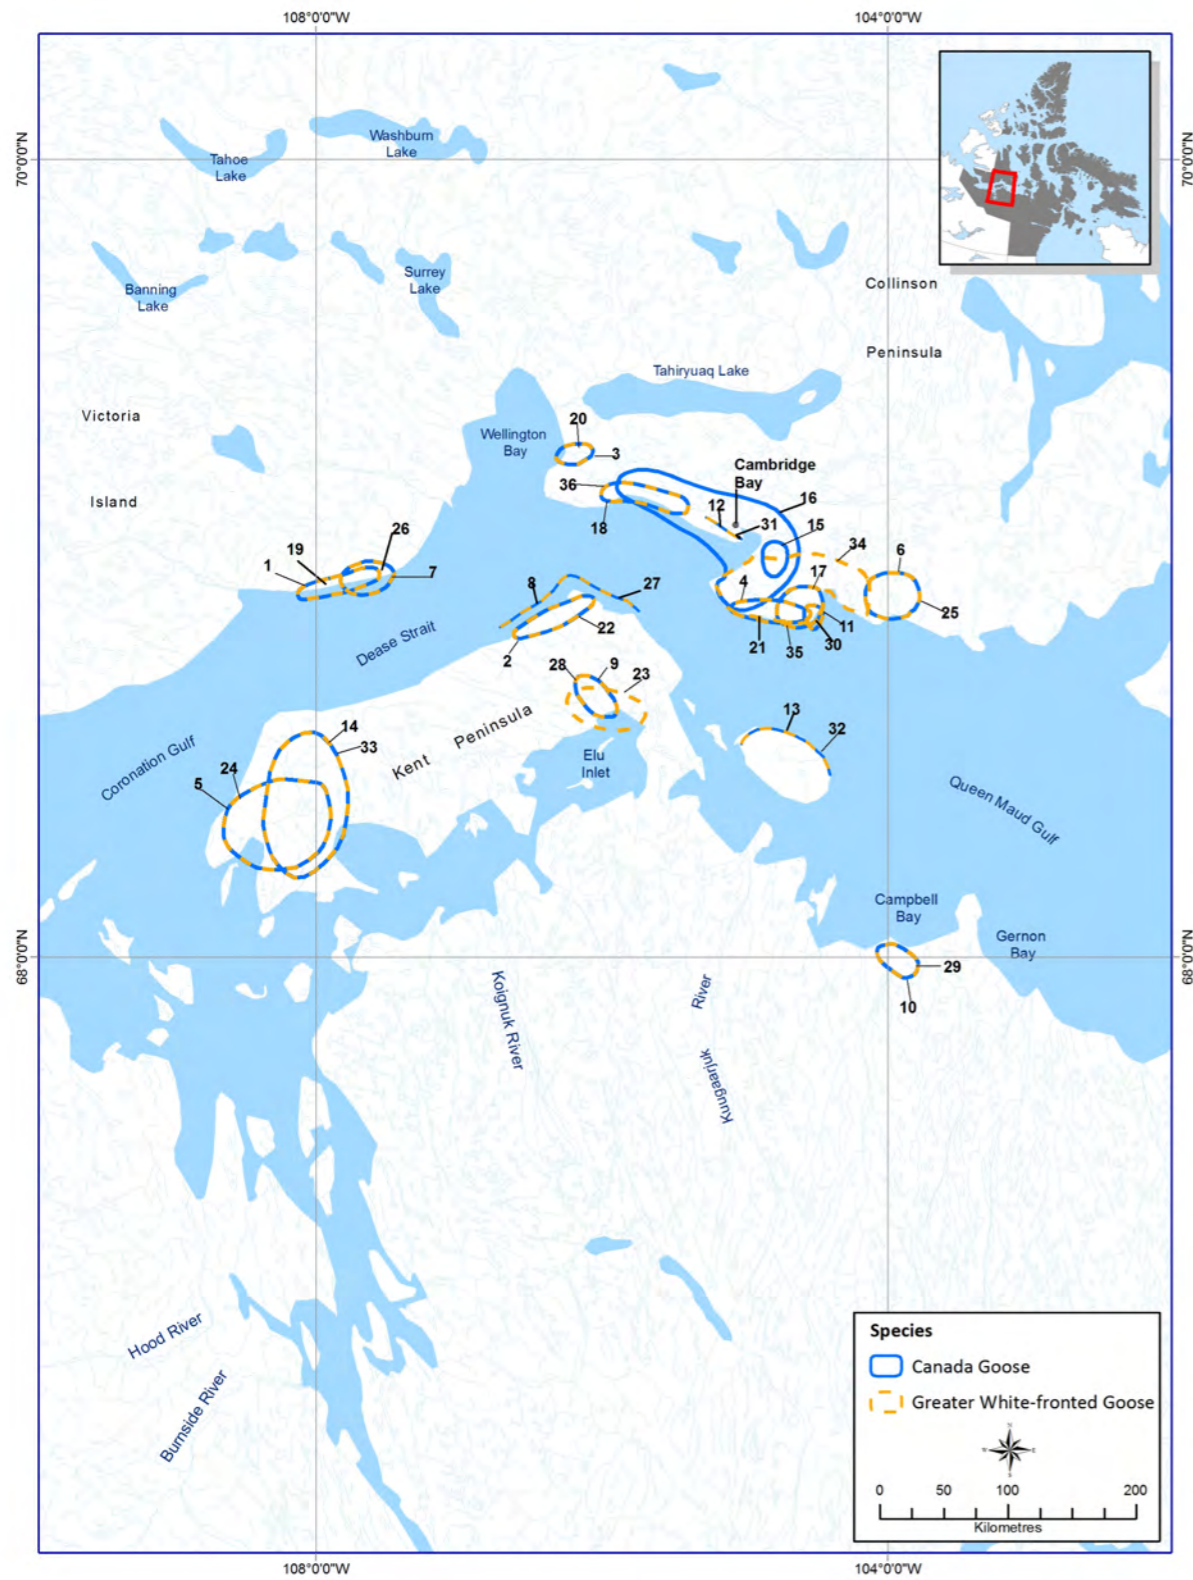 108°0'0"W
104°0'0"W
70°0'0"N
70°0'0"N
Washburn
Lake
Tahoe
Lake
Banning
Lake
Surrey
Lake
Collinson
Peninsula
Tahiryuaq Lake
Victoria
Island
Wellington
Bay
20
3
Cambridge
Bay
36
18
12
31
16
15
34
6
26
19
1
7
8
27
4
17
25
11
30
21
35
22
2
Dease Strait
28
9
23
Kent Peninsula
Elu
Inlet
13
32
14
33
24
5
Coronation Gulf
Queen Maud Gulf
Campbell
Bay
Gernon
Bay
29
10
68°0'0"N
68°0'0"N
Koignuk River
River
Kuugaarjuk
Hood River
Burnside River
Species
Canada Goose
Greater White-fronted Goose
N
W
E
S
0 50 100 200
Kilometres
108°0'0"W
104°0'0"W